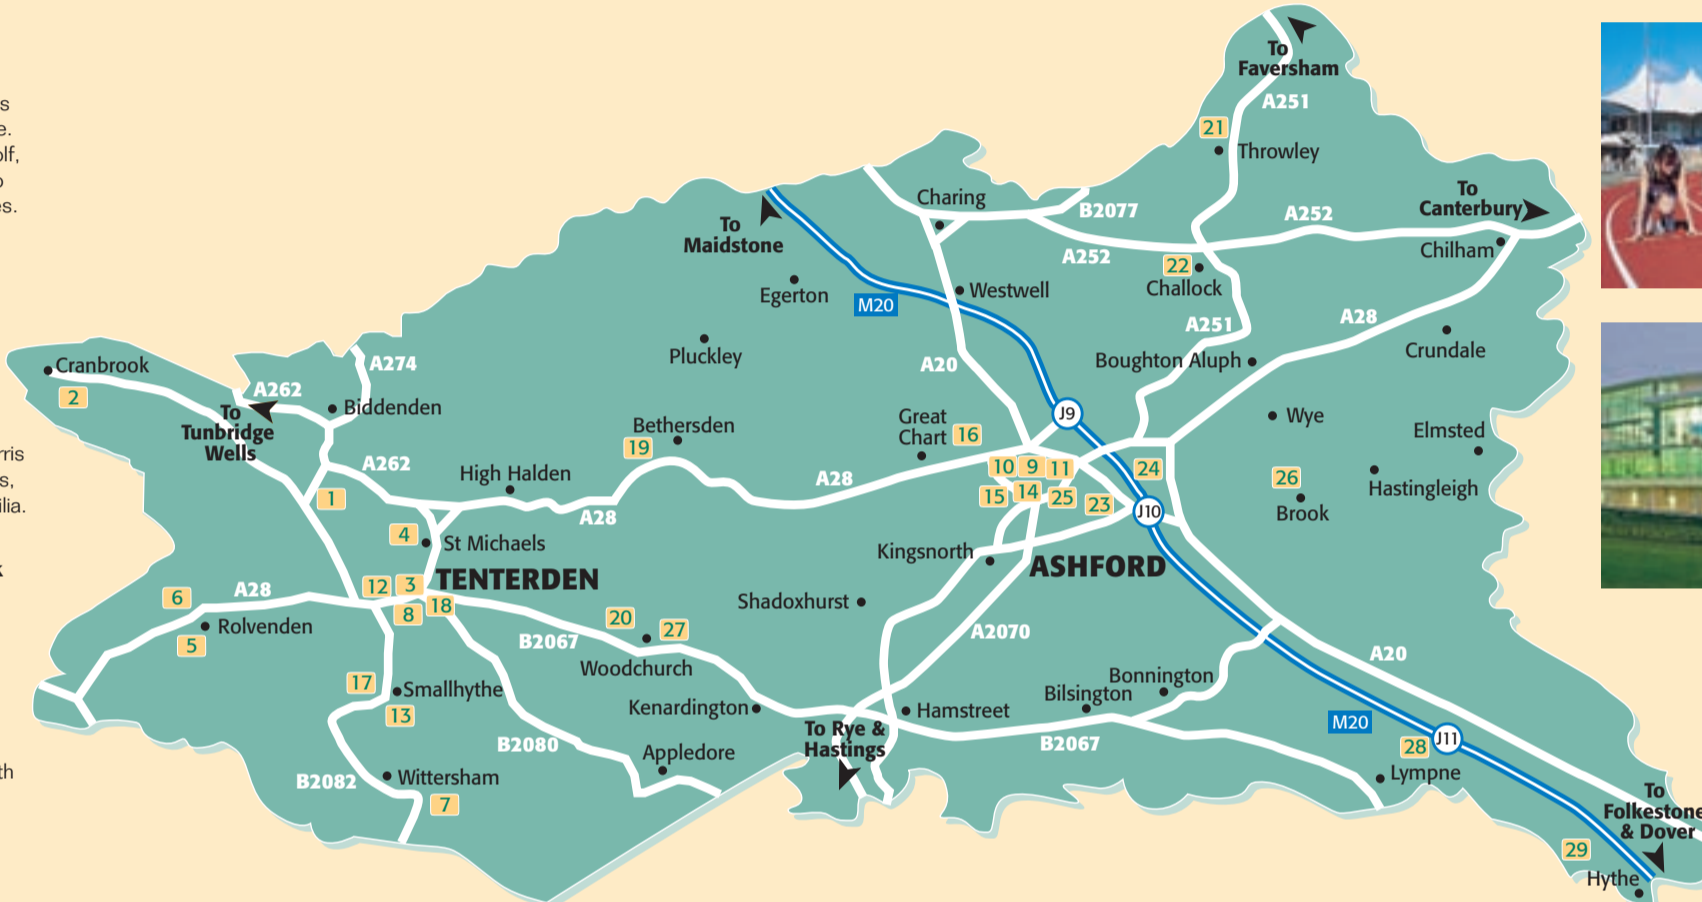 s
e.
olf,
o
es.
rris
s,
ilia.
k
th
To
Faversham
A251
21
Throwley
To
Canterbury
Charing
B2077
A252
A252
Chilham
To
Maidstone
22
Challock
Egerton
M20
Westwell
A251
A28
Pluckley
A20
Boughton Aluph
Crundale
Cranbrook
2
A274
A262
To
Tunbridge
Wells
Biddenden
J9
Great
Chart
16
Wye
Elmsted
Bethersden
19
A262
High Halden
1
A28
A28
10
9
11
24
15
14
25
23
J10
26
Brook
Hastingleigh
4
St Michaels
Kingsnorth
ASHFORD
TENTERDEN
12
3
8
18
6
A28
5
Rolvenden
Shadoxhurst
20
27
B2067
Woodchurch
A2070
A20
17
Smallhythe
13
Kenardington
Hamstreet
Bonnington
Bilsington
B2067
M20
J11
28
Lympne
To Rye &
Hastings
B2080
Appledore
B2082
Wittersham
7
To
Folkestone
& Dover
29
Hythe